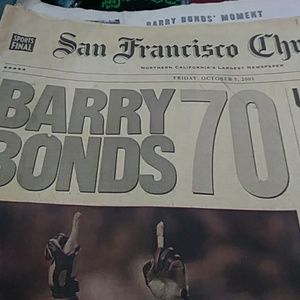 BARRY BONDS' MOMENT
SPORTS FINAL
San Francisco Chr
NORTHERN CALIFORNIA'S LARGEST NEWSPAPER
FRIDAY, OCTOBER 5, 2001
BARRY
BONDS
70